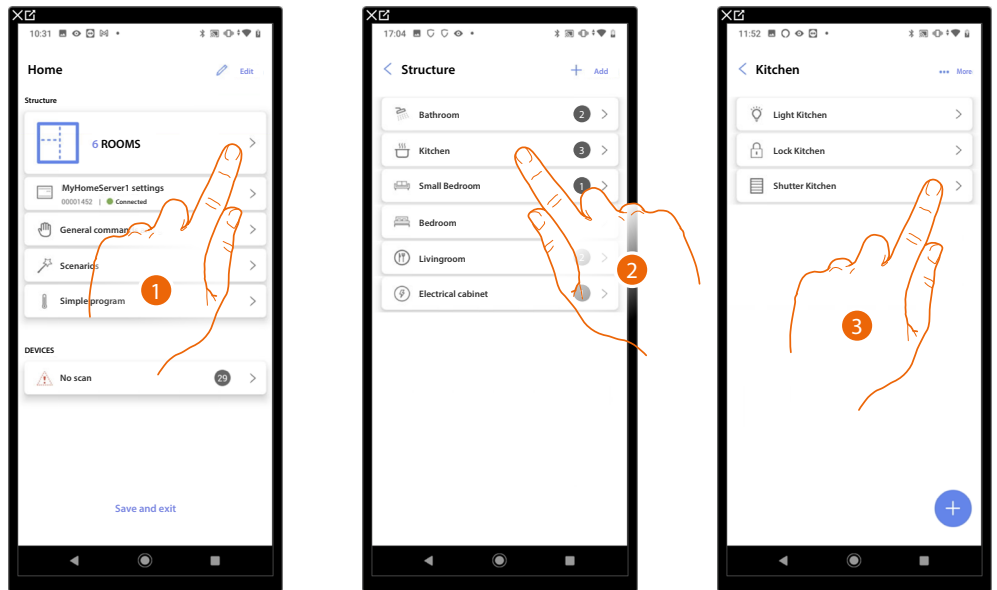 10:31
Home
Edit
Structure
6 ROOMS
MyHomeServer1 settings
00001452 | Connected
General comman
Scenarios
Simple program
1
DEVICES
No scan
29
Save and exit
17:04
Structure
Add
Bathroom
2
Kitchen
3
Small Bedroom
1
Bedroom
Livingroom
2
Electrical cabinet
2
11:52
Kitchen
More
Light Kitchen
Lock Kitchen
Shutter Kitchen
3